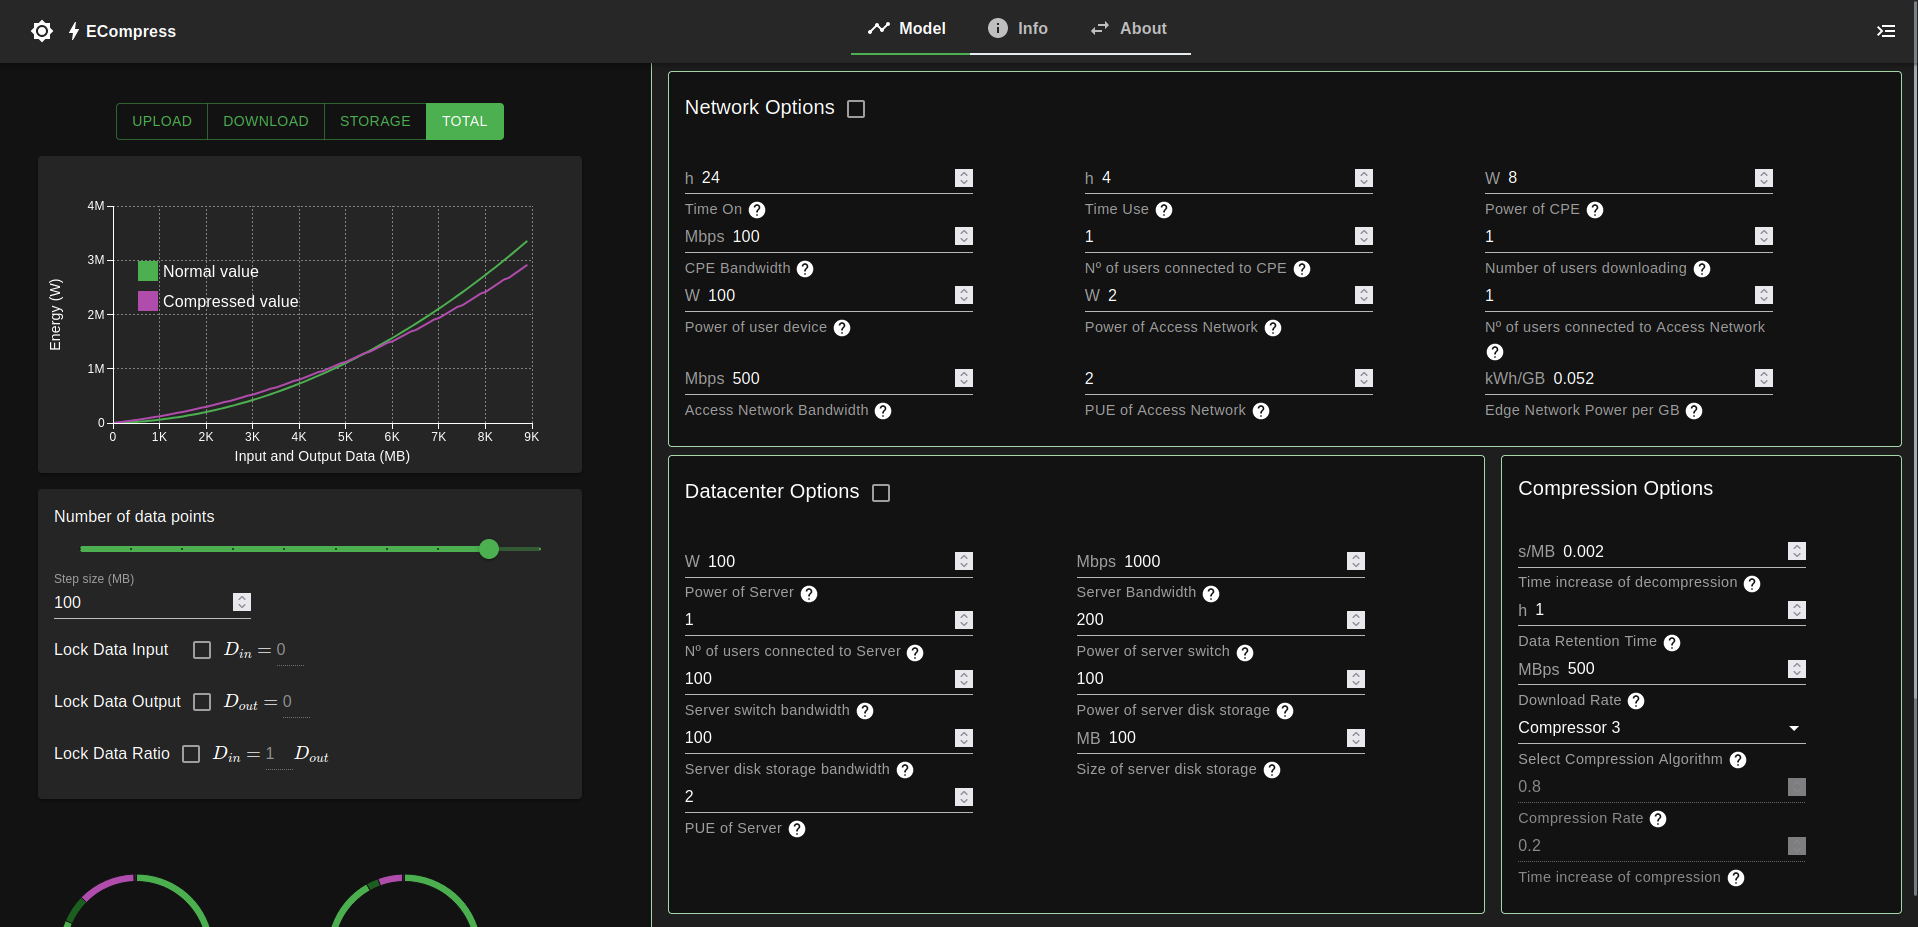 ECompress
Model
Info
About
UPLOAD
DOWNLOAD
STORAGE
TOTAL
4M
3M
2M
1M
0
Energy (W)
Normal value
Compressed value
0 1K 2K 3K 4K 5K 6K 7K 8K 9K
Input and Output Data (MB)
Number of data points
Step size (MB)
100
Lock Data Input D_in = 0
Lock Data Output D_out = 0
Lock Data Ratio D_in = 1 D_out
Network Options
h 24
Time On ?
h 4
Time Use ?
W 8
Power of CPE ?
Mbps 100
CPE Bandwidth ?
1
Nº of users connected to CPE ?
1
Number of users downloading ?
W 100
Power of user device ?
W 2
Power of Access Network ?
1
Nº of users connected to Access Network
?
Mbps 500
Access Network Bandwidth ?
2
PUE of Access Network ?
kWh/GB 0.052
Edge Network Power per GB ?
Datacenter Options
W 100
Power of Server ?
Mbps 1000
Server Bandwidth ?
1
Nº of users connected to Server ?
200
Power of server switch ?
100
Server switch bandwidth ?
100
Power of server disk storage ?
100
Server disk storage bandwidth ?
MB 100
Size of server disk storage ?
2
PUE of Server ?
Compression Options
s/MB 0.002
Time increase of decompression ?
h 1
Data Retention Time ?
MBps 500
Download Rate ?
Compressor 3
Select Compression Algorithm ?
0.8
Compression Rate ?
0.2
Time increase of compression ?